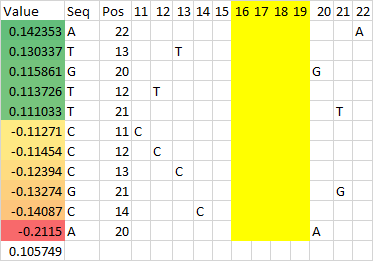 Value Seq Pos 11 12 13 14 15 16 17 18 19 20 21 22
0.142353 A 22 A
0.130337 T 13 T
0.115861 G 20 G
0.113726 T 12 T
0.111033 T 21 T
-0.11271 C 11 C
-0.11454 C 12 C
-0.12394 C 13 C
-0.13274 G 21 G
-0.14087 C 14 C
-0.2115 A 20 A
0.105749